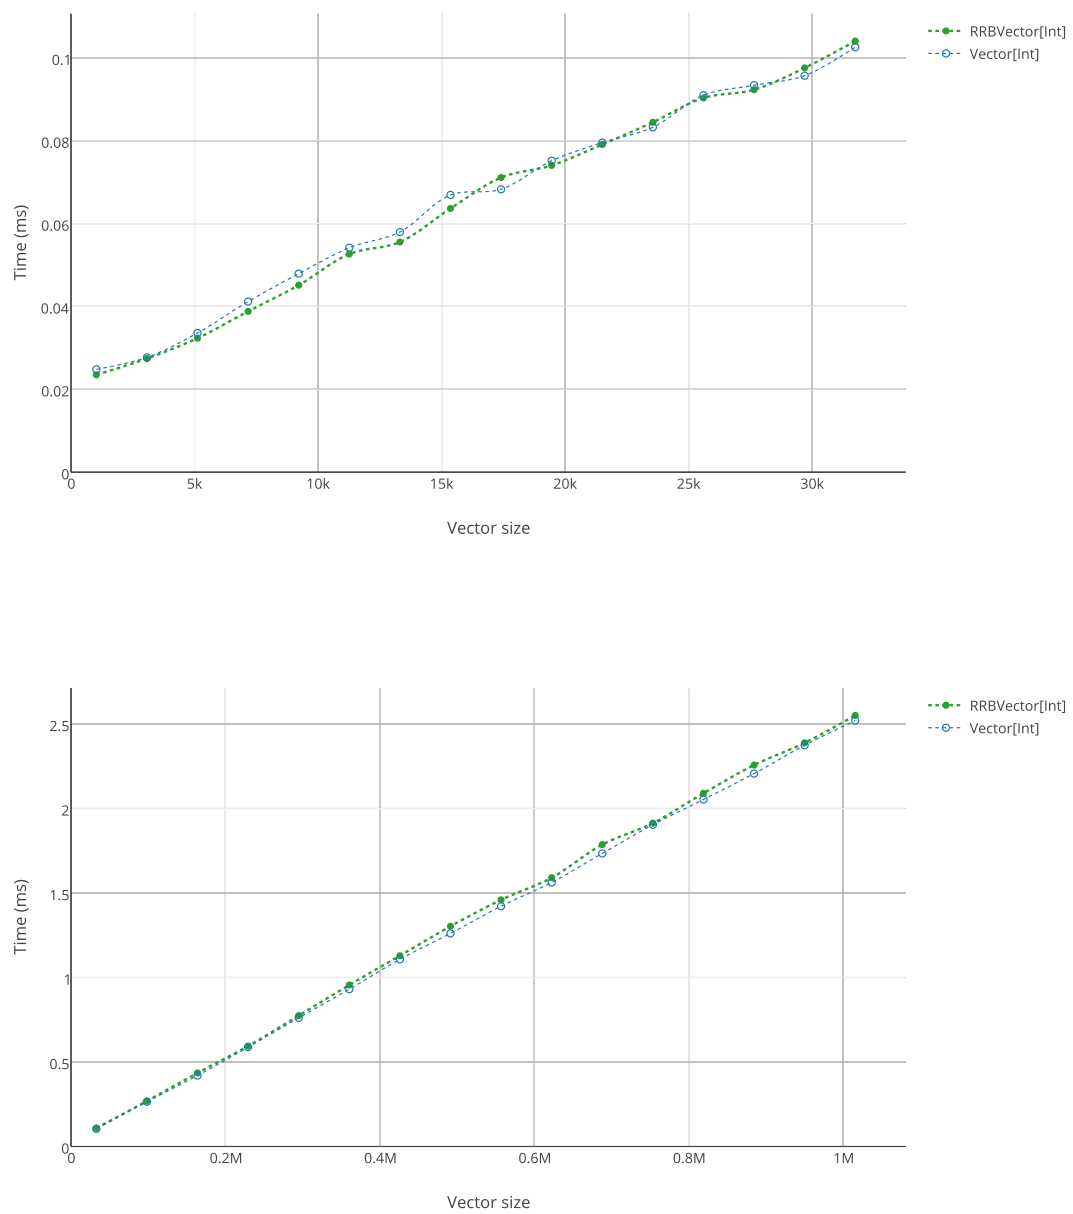 RRBVector[Int]
Vector[Int]
Time (ms)
0.1
0.08
0.06
0.04
0.02
0
0 5k 10k 15k 20k 25k 30k
Vector size
RRBVector[Int]
Vector[Int]
Time (ms)
2.5
2
1.5
1
0.5
0
0 0.2M 0.4M 0.6M 0.8M 1M
Vector size